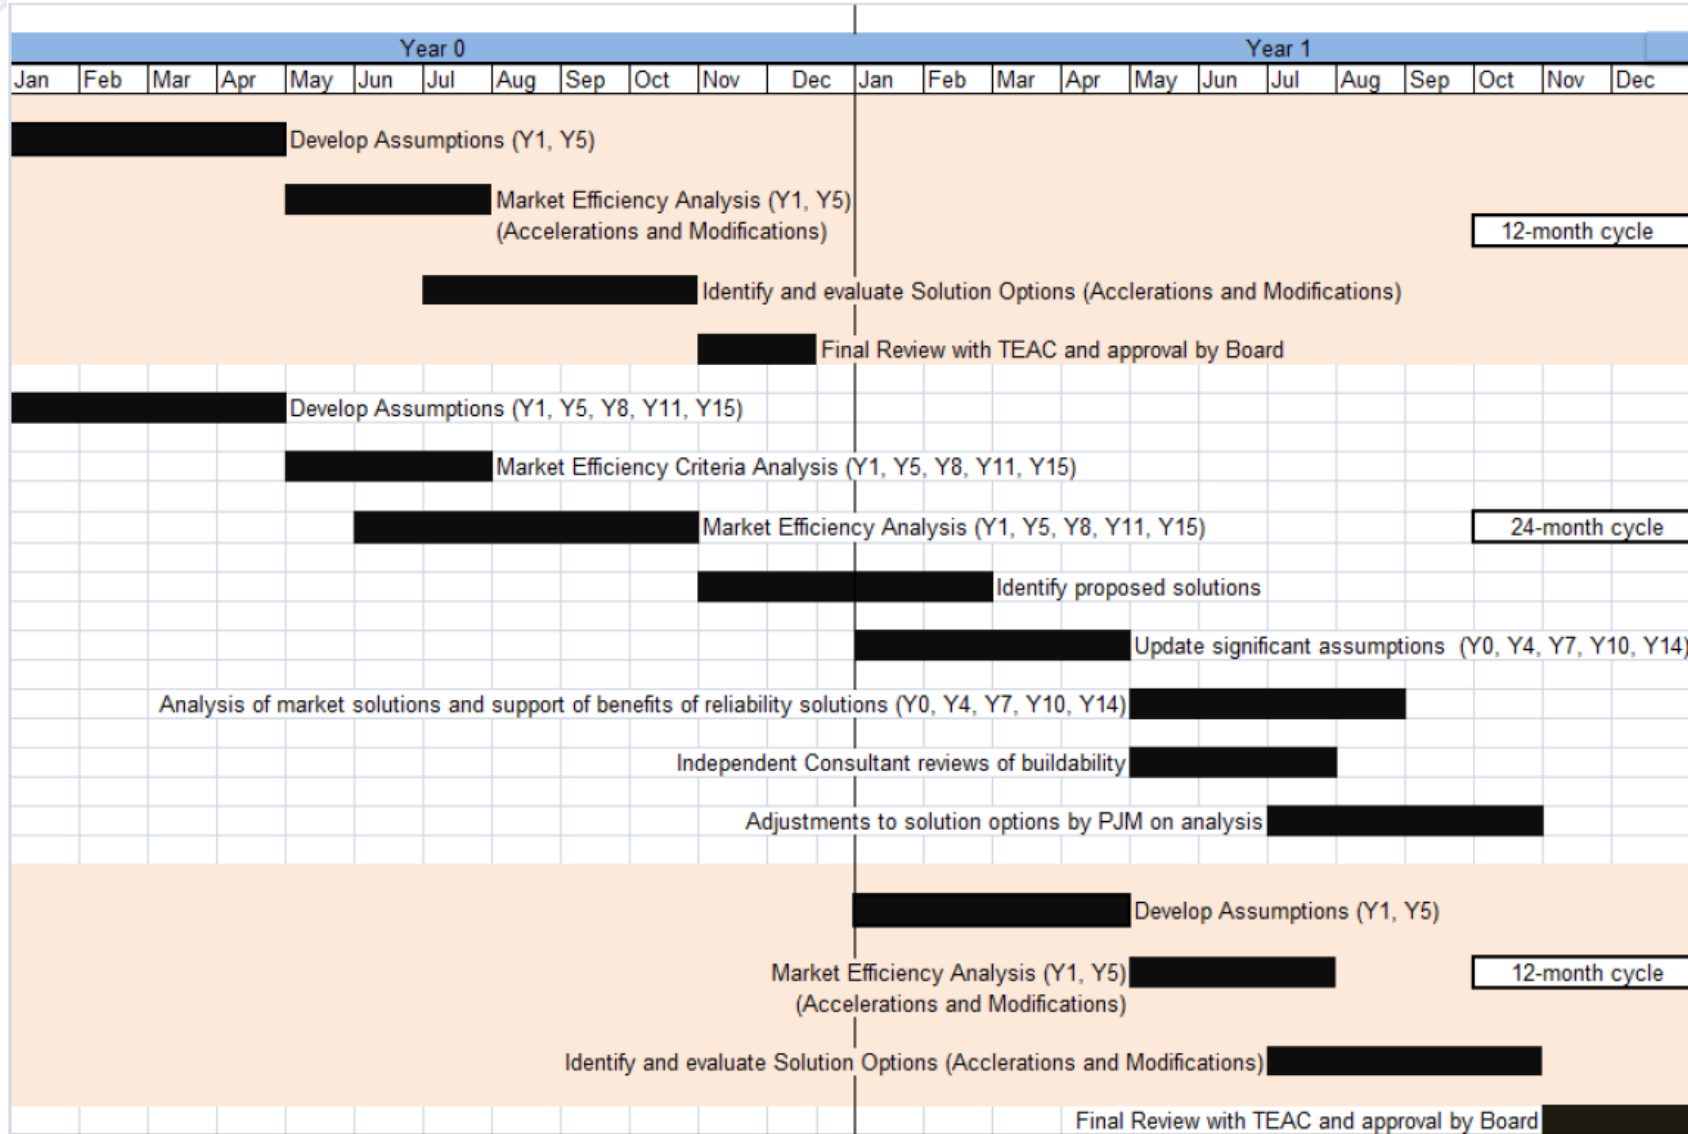 Year 0 Year 1
Jan Feb Mar Apr May Jun Jul Aug Sep Oct Nov Dec Jan Feb Mar Apr May Jun Jul Aug Sep Oct Nov Dec
Develop Assumptions (Y1, Y5)
Market Efficiency Analysis (Y1, Y5)
(Accelerations and Modifications)
12-month cycle
Identify and evaluate Solution Options (Acclerations and Modifications)
Final Review with TEAC and approval by Board
Develop Assumptions (Y1, Y5, Y8, Y11, Y15)
Market Efficiency Criteria Analysis (Y1, Y5, Y8, Y11, Y15)
Market Efficiency Analysis (Y1, Y5, Y8, Y11, Y15)
24-month cycle
Identify proposed solutions
Update significant assumptions (Y0, Y4, Y7, Y10, Y14)
Analysis of market solutions and support of benefits of reliability solutions (Y0, Y4, Y7, Y10, Y14)
Independent Consultant reviews of buildability
Adjustments to solution options by PJM on analysis
Develop Assumptions (Y1, Y5)
Market Efficiency Analysis (Y1, Y5)
(Accelerations and Modifications)
12-month cycle
Identify and evaluate Solution Options (Acclerations and Modifications)
Final Review with TEAC and approval by Board